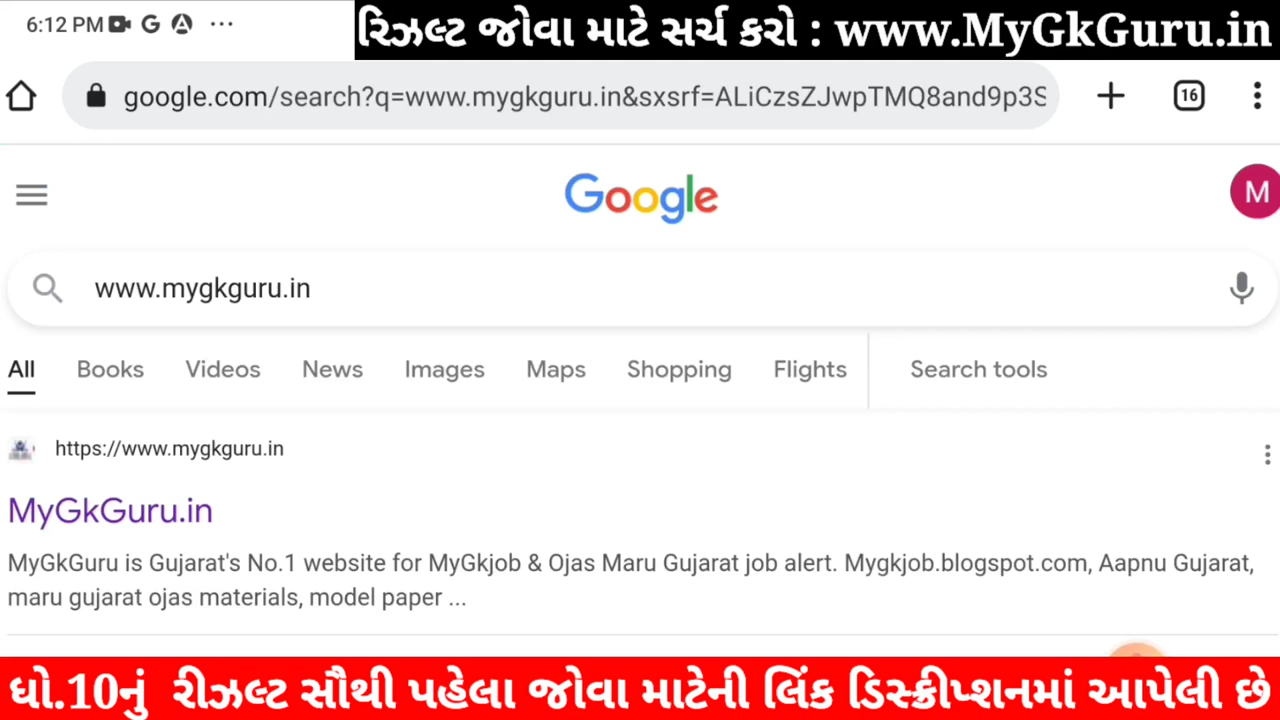 6:12 PM G ...
રિઝલ્ટ જોવા માટે સર્ચ કરો : www.MyGkGuru.in
google.com/search?q=www.mygkguru.in&sxsrf=ALiCzsZJwpTMQ8and9p3S
16
Google
M
www.mygkguru.in
All Books Videos News Images Maps Shopping Flights Search tools
https://www.mygkguru.in
MyGkGuru.in
MyGkGuru is Gujarat's No.1 website for MyGkjob & Ojas Maru Gujarat job alert. Mygkjob.blogspot.com, Aapnu Gujarat,
maru gujarat ojas materials, model paper ...
ધો.10નું રીઝલ્ટ સૌથી પહેલા જોવા માટેની લિંક ડિસ્ક્રીપ્શનમાં આપેલી છે